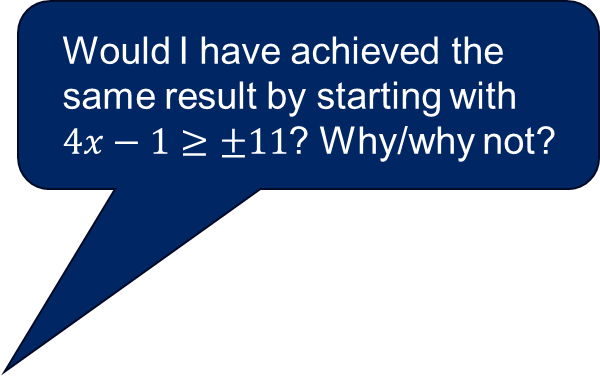 Would I have achieved the
same result by starting with
4𝑥 − 1 ≥ ±11? Why/why not?